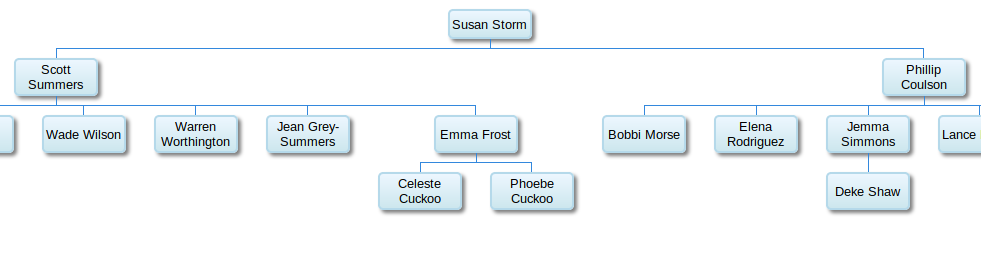 Susan Storm
Scott
Summers
Phillip
Coulson
Wade Wilson
Warren
Worthington
Jean Grey-
Summers
Emma Frost
Bobbi Morse
Elena
Rodriguez
Jemma
Simmons
Lance
Celeste
Cuckoo
Phoebe
Cuckoo
Deke Shaw